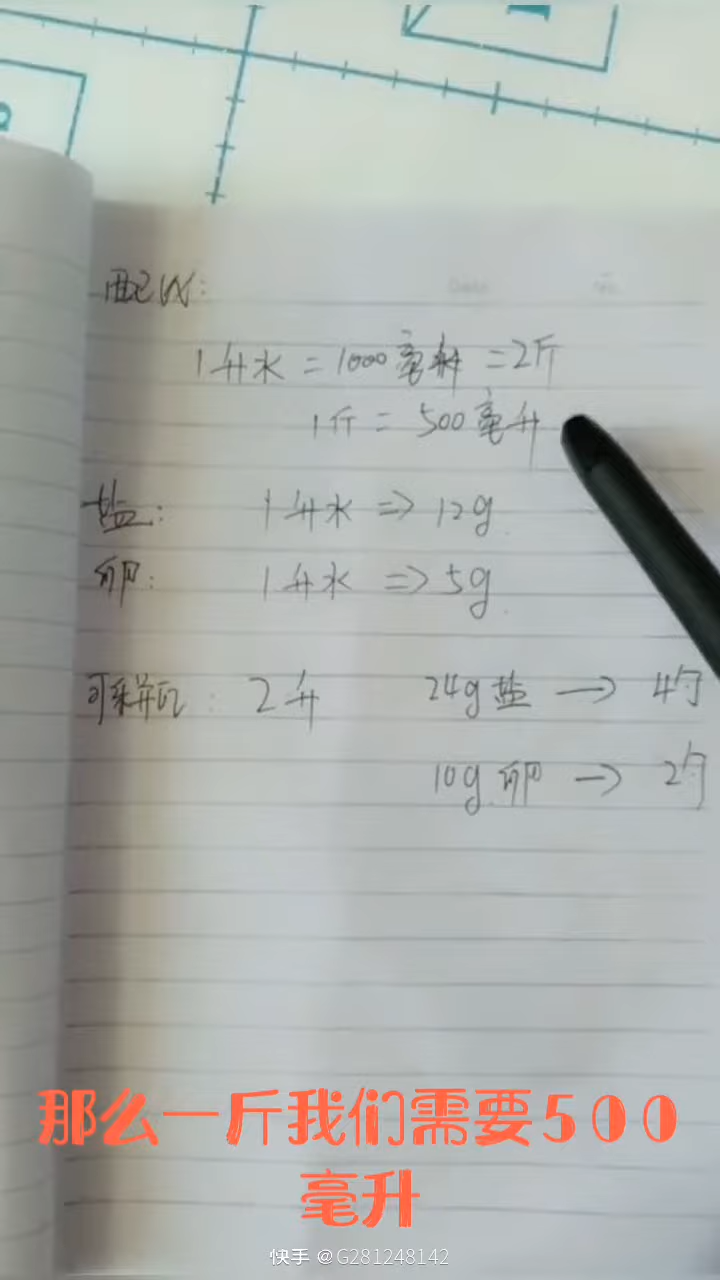 配比:
1升水 = 1000毫升 = 2斤
1斤 = 500毫升
盐: 1升水 => 12g
卵: 1升水 => 5g
可乐瓶: 2升 24g盐 → 4勺
10g卵 → 2勺
那么一斤我们需要500
毫升
快手 @G281248142